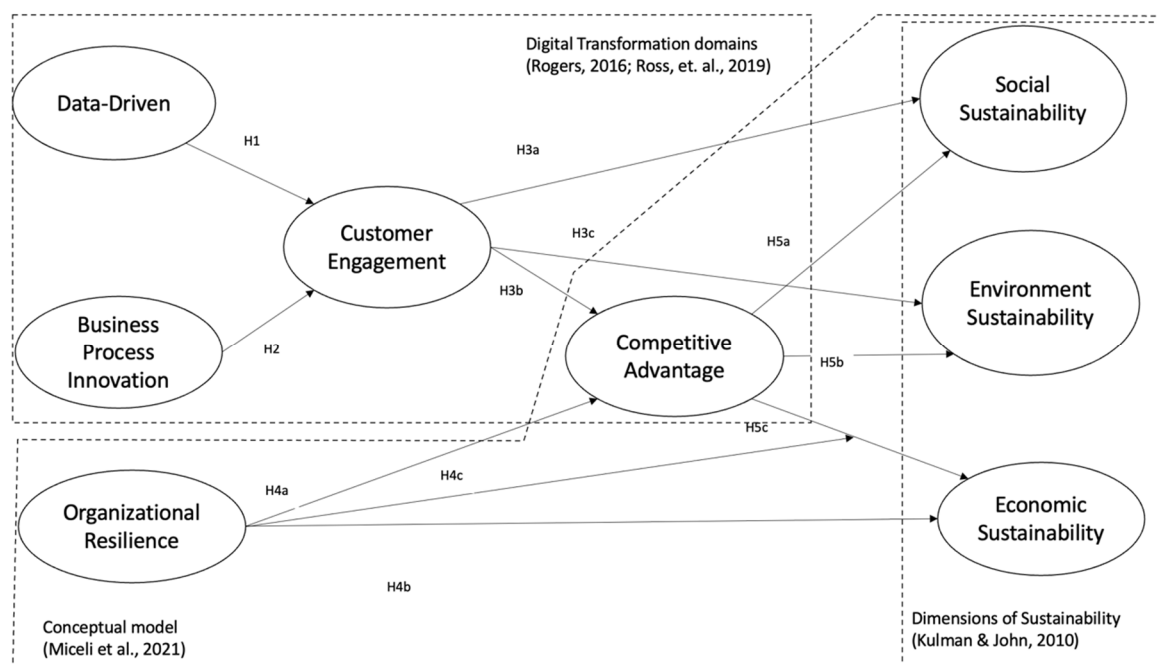 Digital Transformation domains
(Rogers, 2016; Ross, et. al., 2019)
Data-Driven
Social
Sustainability
H1
H3a
Customer
Engagement
H3c
H5a
H3b
Environment
Sustainability
Business
Process
Innovation
H2
Competitive
Advantage
H5b
H5c
H4a
H4c
Organizational
Resilience
Economic
Sustainability
H4b
Conceptual model
(Miceli et al., 2021)
Dimensions of Sustainability
(Kulman & John, 2010)